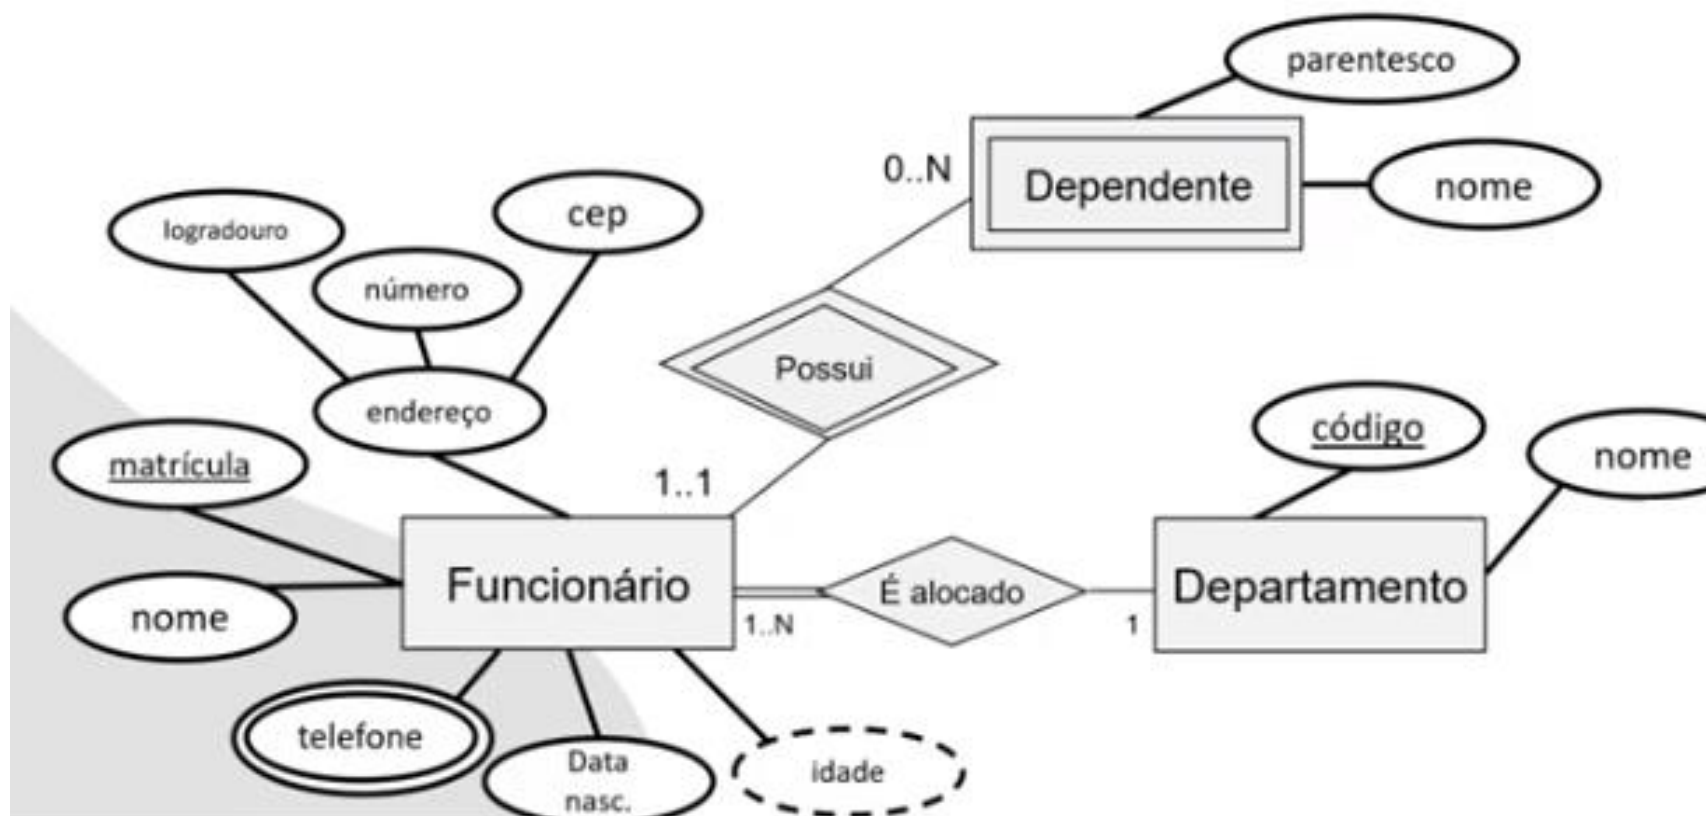 parentesco
0..N
Dependente
nome
logradouro
cep
número
Possui
endereço
código
nome
matrícula
1..1
Funcionário
É alocado
Departamento
nome
1..N
1
telefone
Data
nasc.
idade